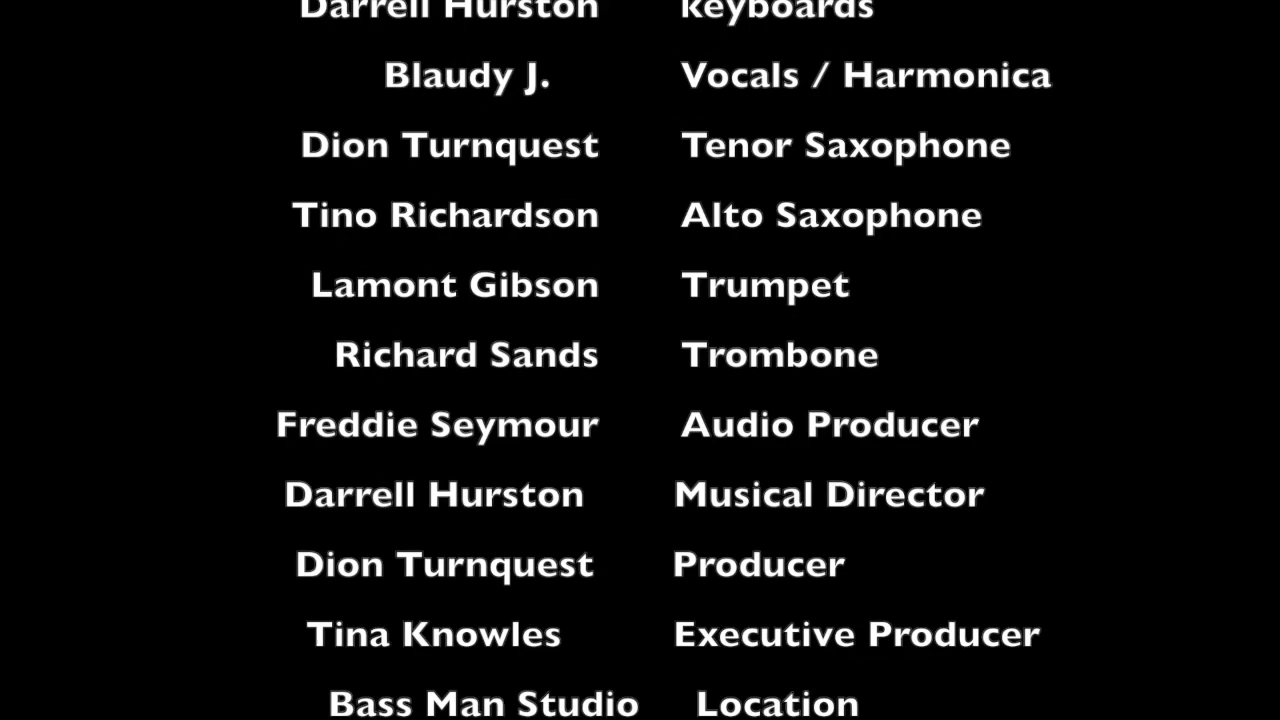 Darrell Hurston keyboards
Blaudy J. Vocals / Harmonica
Dion Turnquest Tenor Saxophone
Tino Richardson Alto Saxophone
Lamont Gibson Trumpet
Richard Sands Trombone
Freddie Seymour Audio Producer
Darrell Hurston Musical Director
Dion Turnquest Producer
Tina Knowles Executive Producer
Bass Man Studio Location